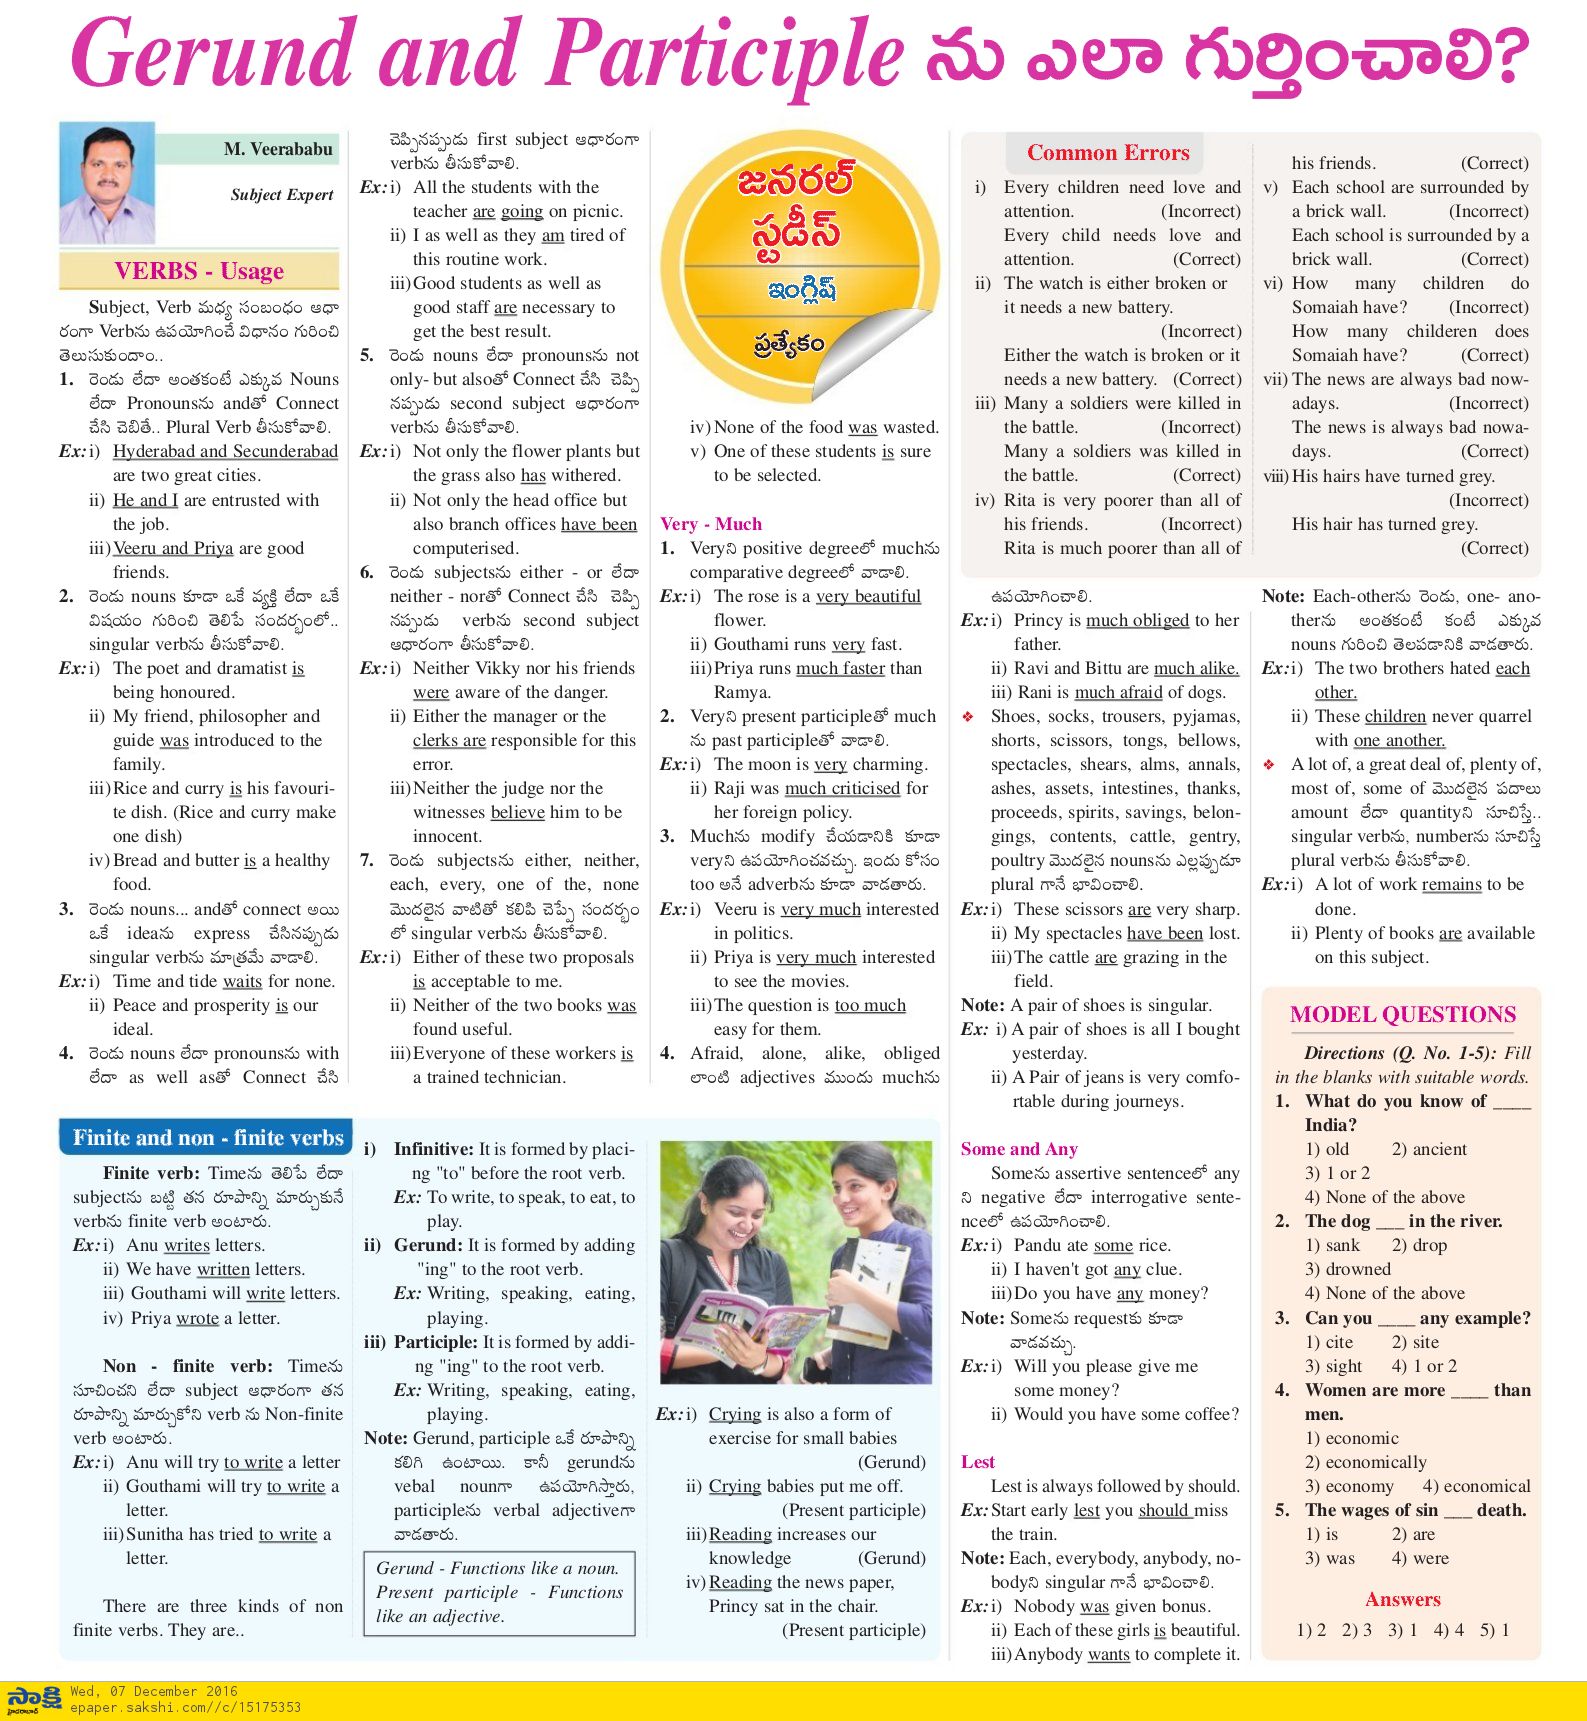 Gerund and Participle ను ఎలా గుర్తించాలి?
M. Veerababu
Subject Expert
VERBS - Usage
Subject, Verb మధ్య సంబంధం ఆధా
రంగా Verbను ఉపయోగించే విధానం గురించి
తెలుసుకుందాం..
1. రెండు లేదా అంతకంటే ఎక్కువ Nouns
లేదా Pronounsను andతో Connect
చేసి చెబితే.. Plural Verb తీసుకోవాలి.
Ex: i) Hyderabad and Secunderabad
are two great cities.
ii) He and I are entrusted with
the job.
iii) Veeru and Priya are good
friends.
2. రెండు nouns కూడా ఒకే వ్యక్తి లేదా ఒకే
విషయం గురించి తెలిపే సందర్భంలో..
singular verbను తీసుకోవాలి.
Ex: i) The poet and dramatist is
being honoured.
ii) My friend, philosopher and
guide was introduced to the
family.
iii) Rice and curry is his favouri-
te dish. (Rice and curry make
one dish)
iv) Bread and butter is a healthy
food.
3. రెండు nouns... andతో connect అయి
ఒకే ideaను express చేసినప్పుడు
singular verbను మాత్రమే వాడాలి.
Ex: i) Time and tide waits for none.
ii) Peace and prosperity is our
ideal.
4. రెండు nouns లేదా pronounsను with
లేదా as well asతో Connect చేసి
చెప్పినప్పుడు first subject ఆధారంగా
verbను తీసుకోవాలి.
Ex: i) All the students with the
teacher are going on picnic.
ii) I as well as they am tired of
this routine work.
iii) Good students as well as
good staff are necessary to
get the best result.
5. రెండు nouns లేదా pronounsను not
only- but alsoతో Connect చేసి చెప్పి
నప్పుడు second subject ఆధారంగా
verbను తీసుకోవాలి.
Ex: i) Not only the flower plants but
the grass also has withered.
ii) Not only the head office but
also branch offices have been
computerised.
6. రెండు subjectsను either - or లేదా
neither - norతో Connect చేసి చెప్పి
నప్పుడు verbను second subject
ఆధారంగా తీసుకోవాలి.
Ex: i) Neither Vikky nor his friends
were aware of the danger.
ii) Either the manager or the
clerks are responsible for this
error.
iii) Neither the judge nor the
witnesses believe him to be
innocent.
7. రెండు subjectsను either, neither,
each, every, one of the, none
మొదలైన వాటితో కలిపి చెప్పే సందర్భం
లో singular verbను తీసుకోవాలి.
Ex: i) Either of these two proposals
is acceptable to me.
ii) Neither of the two books was
found useful.
iii) Everyone of these workers is
a trained technician.
జనరల్
స్టడీస్
ఇంగ్లిష్
ప్రత్యేకం
iv) None of the food was wasted.
v) One of these students is sure
to be selected.
Very - Much
1. Veryని positive degreeలో muchను
comparative degreeలో వాడాలి.
Ex: i) The rose is a very beautiful
flower.
ii) Gouthami runs very fast.
iii) Priya runs much faster than
Ramya.
2. Veryని present participleతో much
ను past participleతో వాడాలి.
Ex: i) The moon is very charming.
ii) Raji was much criticised for
her foreign policy.
3. Muchను modify చేయడానికి కూడా
veryని ఉపయోగించవచ్చు. ఇందు కోసం
too అనే adverbను కూడా వాడతారు.
Ex: i) Veeru is very much interested
in politics.
ii) Priya is very much interested
to see the movies.
iii) The question is too much
easy for them.
4. Afraid, alone, alike, obliged
లాంటి adjectives ముందు muchను
Common Errors
i) Every children need love and
attention. (Incorrect)
Every child needs love and
attention. (Correct)
ii) The watch is either broken or
it needs a new battery.
(Incorrect)
Either the watch is broken or it
needs a new battery. (Correct)
iii) Many a soldiers were killed in
the battle. (Incorrect)
Many a soldiers was killed in
the battle. (Correct)
iv) Rita is very poorer than all of
his friends. (Incorrect)
Rita is much poorer than all of
his friends. (Correct)
v) Each school are surrounded by
a brick wall. (Incorrect)
Each school is surrounded by a
brick wall. (Correct)
vi) How many children do
Somaiah have? (Incorrect)
How many childeren does
Somaiah have? (Correct)
vii) The news are always bad now-
adays. (Incorrect)
The news is always bad nowa-
days. (Correct)
viii) His hairs have turned grey.
(Incorrect)
His hair has turned grey.
(Correct)
ఉపయోగించాలి.
Ex: i) Princy is much obliged to her
father.
ii) Ravi and Bittu are much alike.
iii) Rani is much afraid of dogs.
❖ Shoes, socks, trousers, pyjamas,
shorts, scissors, tongs, bellows,
spectacles, shears, alms, annals,
ashes, assets, intestines, thanks,
proceeds, spirits, savings, belon-
gings, contents, cattle, gentry,
poultry మొదలైన nounsను ఎల్లప్పుడూ
plural గానే భావించాలి.
Ex: i) These scissors are very sharp.
ii) My spectacles have been lost.
iii) The cattle are grazing in the
field.
Note: A pair of shoes is singular.
Ex: i) A pair of shoes is all I bought
yesterday.
ii) A Pair of jeans is very comfo-
rtable during journeys.
Some and Any
Someను assertive sentenceలో any
ని negative లేదా interrogative sente-
nceలో ఉపయోగించాలి.
Ex: i) Pandu ate some rice.
ii) I haven't got any clue.
iii) Do you have any money?
Note: Someను requestకు కూడా
వాడవచ్చు.
Ex: i) Will you please give me
some money?
ii) Would you have some coffee?
Lest
Lest is always followed by should.
Ex: Start early lest you should miss
the train.
Note: Each, everybody, anybody, no-
bodyని singular గానే భావించాలి.
Ex: i) Nobody was given bonus.
ii) Each of these girls is beautiful.
iii) Anybody wants to complete it.
Note: Each-otherను రెండు, one- ano-
therను అంతకంటే కంటే ఎక్కువ
nouns గురించి తెలపడానికి వాడతారు.
Ex: i) The two brothers hated each
other.
ii) These children never quarrel
with one another.
❖ A lot of, a great deal of, plenty of,
most of, some of మొదలైన పదాలు
amount లేదా quantityని సూచిస్తే..
singular verbను, numberను సూచిస్తే
plural verbను తీసుకోవాలి.
Ex: i) A lot of work remains to be
done.
ii) Plenty of books are available
on this subject.
MODEL QUESTIONS
Directions (Q. No. 1-5): Fill
in the blanks with suitable words.
1. What do you know of ____
India?
1) old 2) ancient
3) 1 or 2
4) None of the above
2. The dog ___ in the river.
1) sank 2) drop
3) drowned
4) None of the above
3. Can you ____ any example?
1) cite 2) site
3) sight 4) 1 or 2
4. Women are more ____ than
men.
1) economic
2) economically
3) economy 4) economical
5. The wages of sin ___ death.
1) is 2) are
3) was 4) were
Answers
1) 2 2) 3 3) 1 4) 4 5) 1
Finite and non - finite verbs
Finite verb: Timeను తెలిపే లేదా
subjectను బట్టి తన రూపాన్ని మార్చుకునే
verbను finite verb అంటారు.
Ex: i) Anu writes letters.
ii) We have written letters.
iii) Gouthami will write letters.
iv) Priya wrote a letter.
Non - finite verb: Timeను
సూచించని లేదా subject ఆధారంగా తన
రూపాన్ని మార్చుకోని verb ను Non-finite
verb అంటారు.
Ex: i) Anu will try to write a letter
ii) Gouthami will try to write a
letter.
iii) Sunitha has tried to write a
letter.
There are three kinds of non
finite verbs. They are..
i) Infinitive: It is formed by placi-
ng "to" before the root verb.
Ex: To write, to speak, to eat, to
play.
ii) Gerund: It is formed by adding
"ing" to the root verb.
Ex: Writing, speaking, eating,
playing.
iii) Participle: It is formed by addi-
ng "ing" to the root verb.
Ex: Writing, speaking, eating,
playing.
Note: Gerund, participle ఒకే రూపాన్ని
కలిగి ఉంటాయి. కానీ gerundను
vebal nounగా ఉపయోగిస్తారు,
participleను verbal adjectiveగా
వాడతారు.
Gerund - Functions like a noun.
Present participle - Functions
like an adjective.
Ex: i) Crying is also a form of
exercise for small babies
(Gerund)
ii) Crying babies put me off.
(Present participle)
iii) Reading increases our
knowledge (Gerund)
iv) Reading the news paper,
Princy sat in the chair.
(Present participle)
సాక్షి
హైదరాబాద్
Wed, 07 December 2016
epaper.sakshi.com//c/15175353